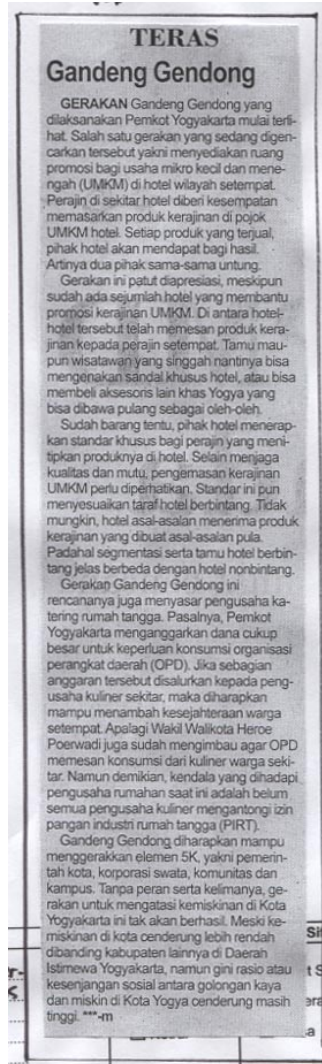 TERAS
Gandeng Gendong
GERAKAN Gandeng Gendong yang
dilaksanakan Pemkot Yogyakarta mulai terli-
hat. Salah satu gerakan yang sedang digen-
carkan tersebut yakni menyediakan ruang
promosi bagi usaha mikro kecil dan mene-
ngah (UMKM) di hotel wilayah setempat.
Perajin di sekitar hotel diberi kesempatan
memasarkan produk kerajinan di pojok
UMKM hotel. Setiap produk yang terjual,
pihak hotel akan mendapat bagi hasil.
Artinya dua pihak sama-sama untung.
Gerakan ini patut diapresiasi, meskipun
sudah ada sejumlah hotel yang membantu
promosi kerajinan UMKM. Di antara hotel-
hotel tersebut telah memesan produk kera-
jinan kepada perajin setempat. Tamu mau-
pun wisatawan yang singgah nantinya bisa
mengenakan sandal khusus hotel, atau bisa
membeli aksesoris lain khas Yogya yang
bisa dibawa pulang sebagai oleh-oleh.
Sudah barang tentu, pihak hotel menerap-
kan standar khusus bagi perajin yang meni-
tipkan produknya di hotel. Selain menjaga
kualitas dan mutu, pengemasan kerajinan
UMKM perlu diperhatikan. Standar ini pun
menyesuaikan taraf hotel berbintang. Tidak
mungkin, hotel asal-asalan menerima produk
kerajinan yang dibuat asal-asalan pula.
Padahal segmentasi serta tamu hotel berbin-
tang jelas berbeda dengan hotel nonbintang.
Gerakan Gandeng Gendong ini
rencananya juga menyasar pengusaha ka-
tering rumah tangga. Pasalnya, Pemkot
Yogyakarta menganggarkan dana cukup
besar untuk keperluan konsumsi organisasi
perangkat daerah (OPD). Jika sebagian
anggaran tersebut disalurkan kepada peng-
usaha kuliner sekitar, maka diharapkan
mampu menambah kesejahteraan warga
setempat. Apalagi Wakil Walikota Heroe
Poerwadi juga sudah mengimbau agar OPD
memesan konsumsi dari kuliner warga seki-
tar. Namun demikian, kendala yang dihadapi
pengusaha rumahan saat ini adalah belum
semua pengusaha kuliner mengantongi izin
pangan industri rumah tangga (PIRT).
Gandeng Gendong diharapkan mampu
menggerakkan elemen 5K, yakni pemerin-
tah kota, korporasi swata, komunitas dan
kampus. Tanpa peran serta kelimanya, ge-
rakan untuk mengatasi kemiskinan di Kota
Yogyakarta ini tak akan berhasil. Meski ke-
miskinan di kota cenderung lebih rendah
dibanding kabupaten lainnya di Daerah
Istimewa Yogyakarta, namun gini rasio atau
kesenjangan sosial antara golongan kaya
dan miskin di Kota Yogya cenderung masih
tinggi. ***-m